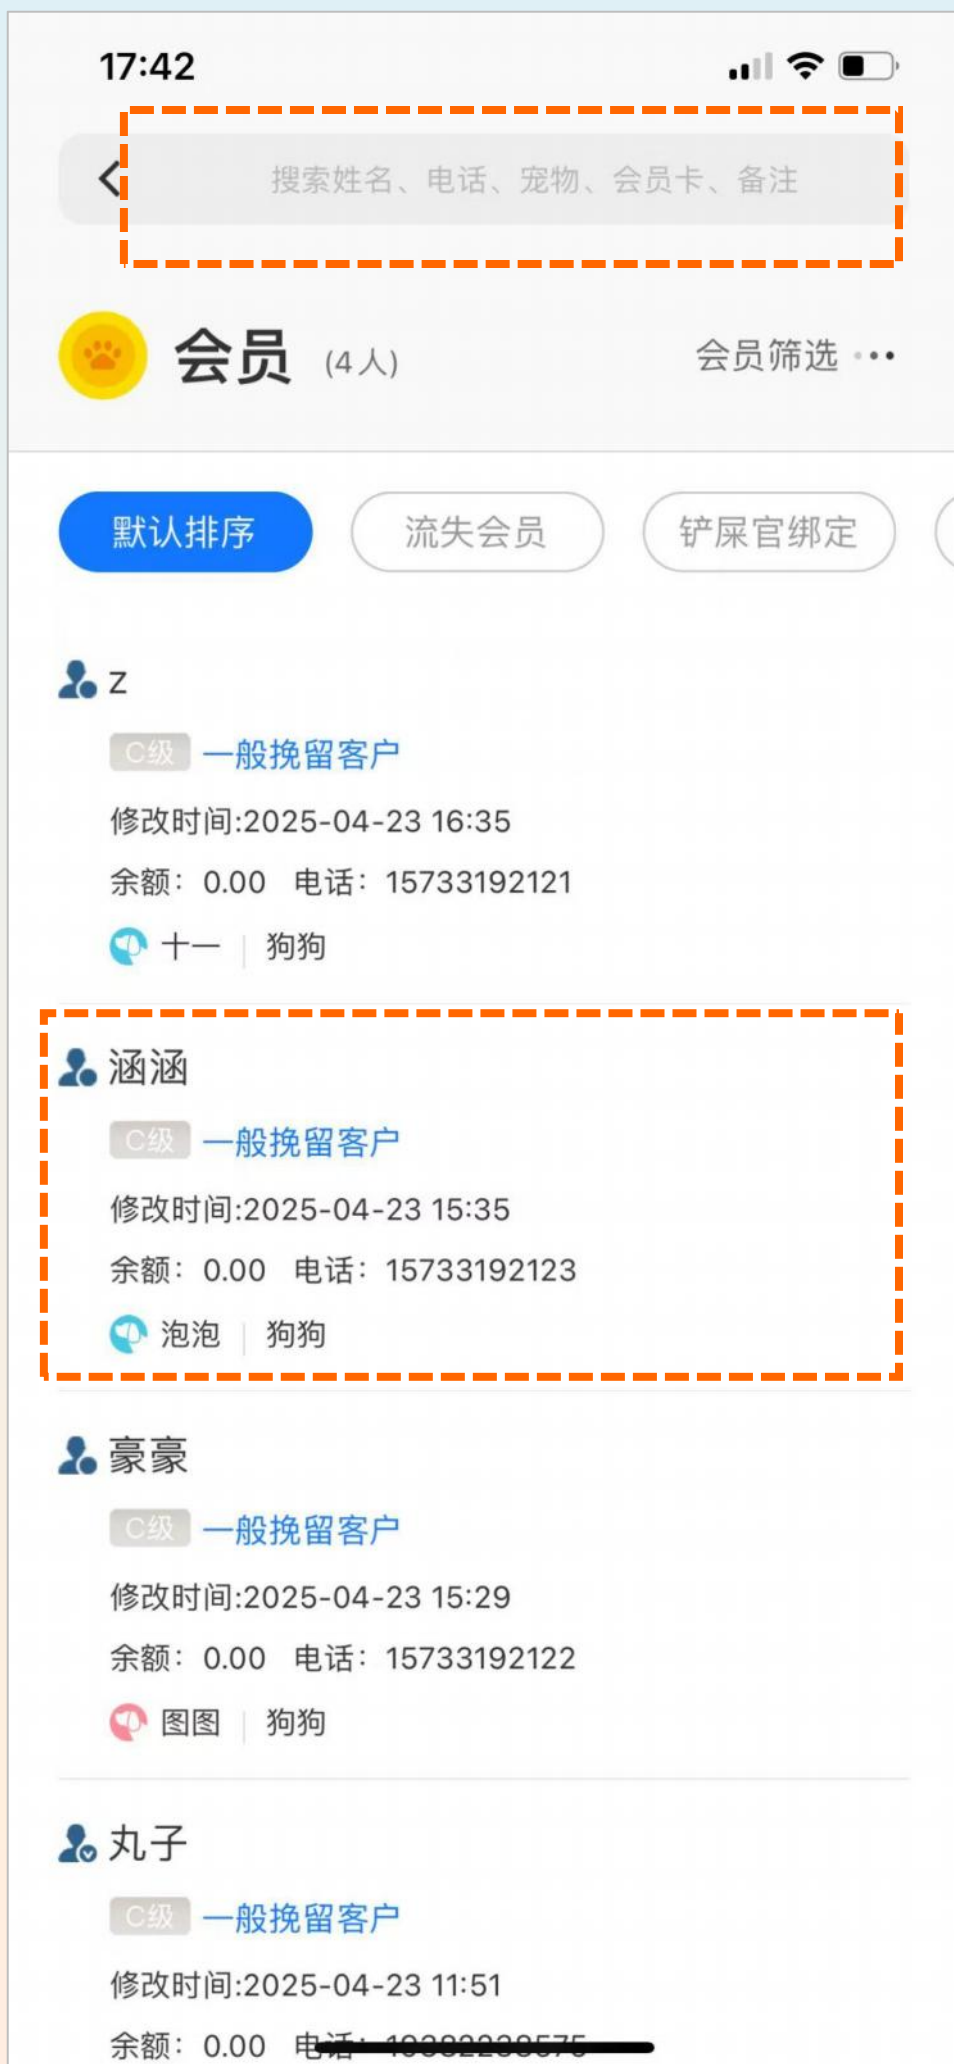 17:42
搜索姓名、电话、宠物、会员卡、备注
会员 (4人) 会员筛选
默认排序 流失会员 铲屎官绑定
z
C级 一般挽留客户
修改时间:2025-04-23 16:35
余额：0.00 电话：15733192121
十一 狗狗
涵涵
C级 一般挽留客户
修改时间:2025-04-23 15:35
余额：0.00 电话：15733192123
泡泡 狗狗
豪豪
C级 一般挽留客户
修改时间:2025-04-23 15:29
余额：0.00 电话：15733192122
图图 狗狗
丸子
C级 一般挽留客户
修改时间:2025-04-23 11:51
余额：0.00 电话：